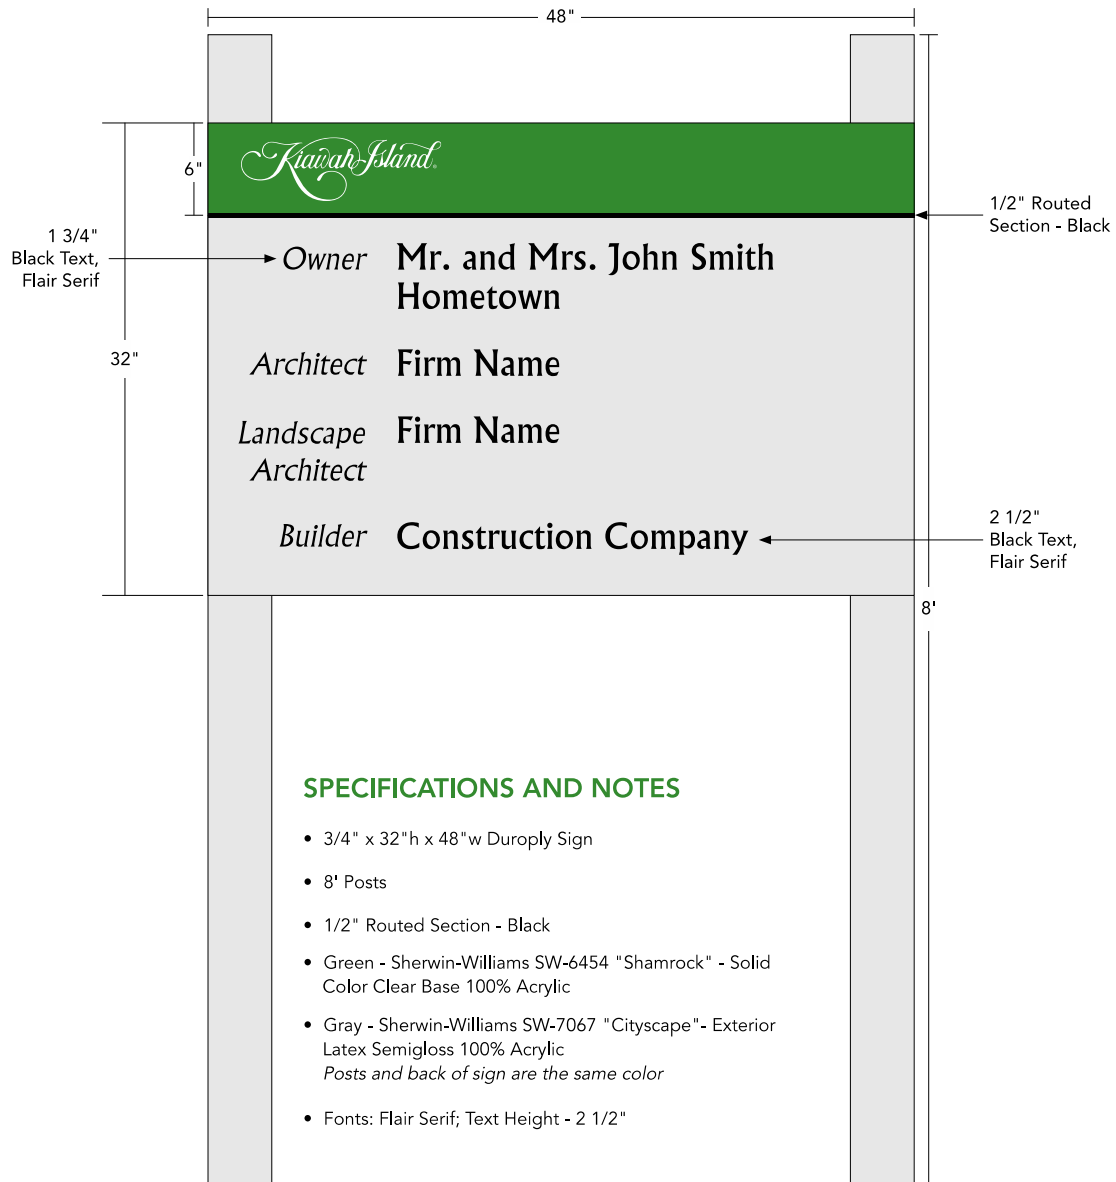 48"
Kiawah Island®
6"
1/2" Routed
Section - Black
1 3/4"
Black Text,
Flair Serif
Owner Mr. and Mrs. John Smith
Hometown
32"
Architect Firm Name
Landscape Firm Name
Architect
Builder Construction Company
2 1/2"
Black Text,
Flair Serif
8'
SPECIFICATIONS AND NOTES
• 3/4" x 32"h x 48"w Duroply Sign
• 8' Posts
• 1/2" Routed Section - Black
• Green - Sherwin-Williams SW-6454 "Shamrock" - Solid
Color Clear Base 100% Acrylic
• Gray - Sherwin-Williams SW-7067 "Cityscape"- Exterior
Latex Semigloss 100% Acrylic
Posts and back of sign are the same color
• Fonts: Flair Serif; Text Height - 2 1/2"